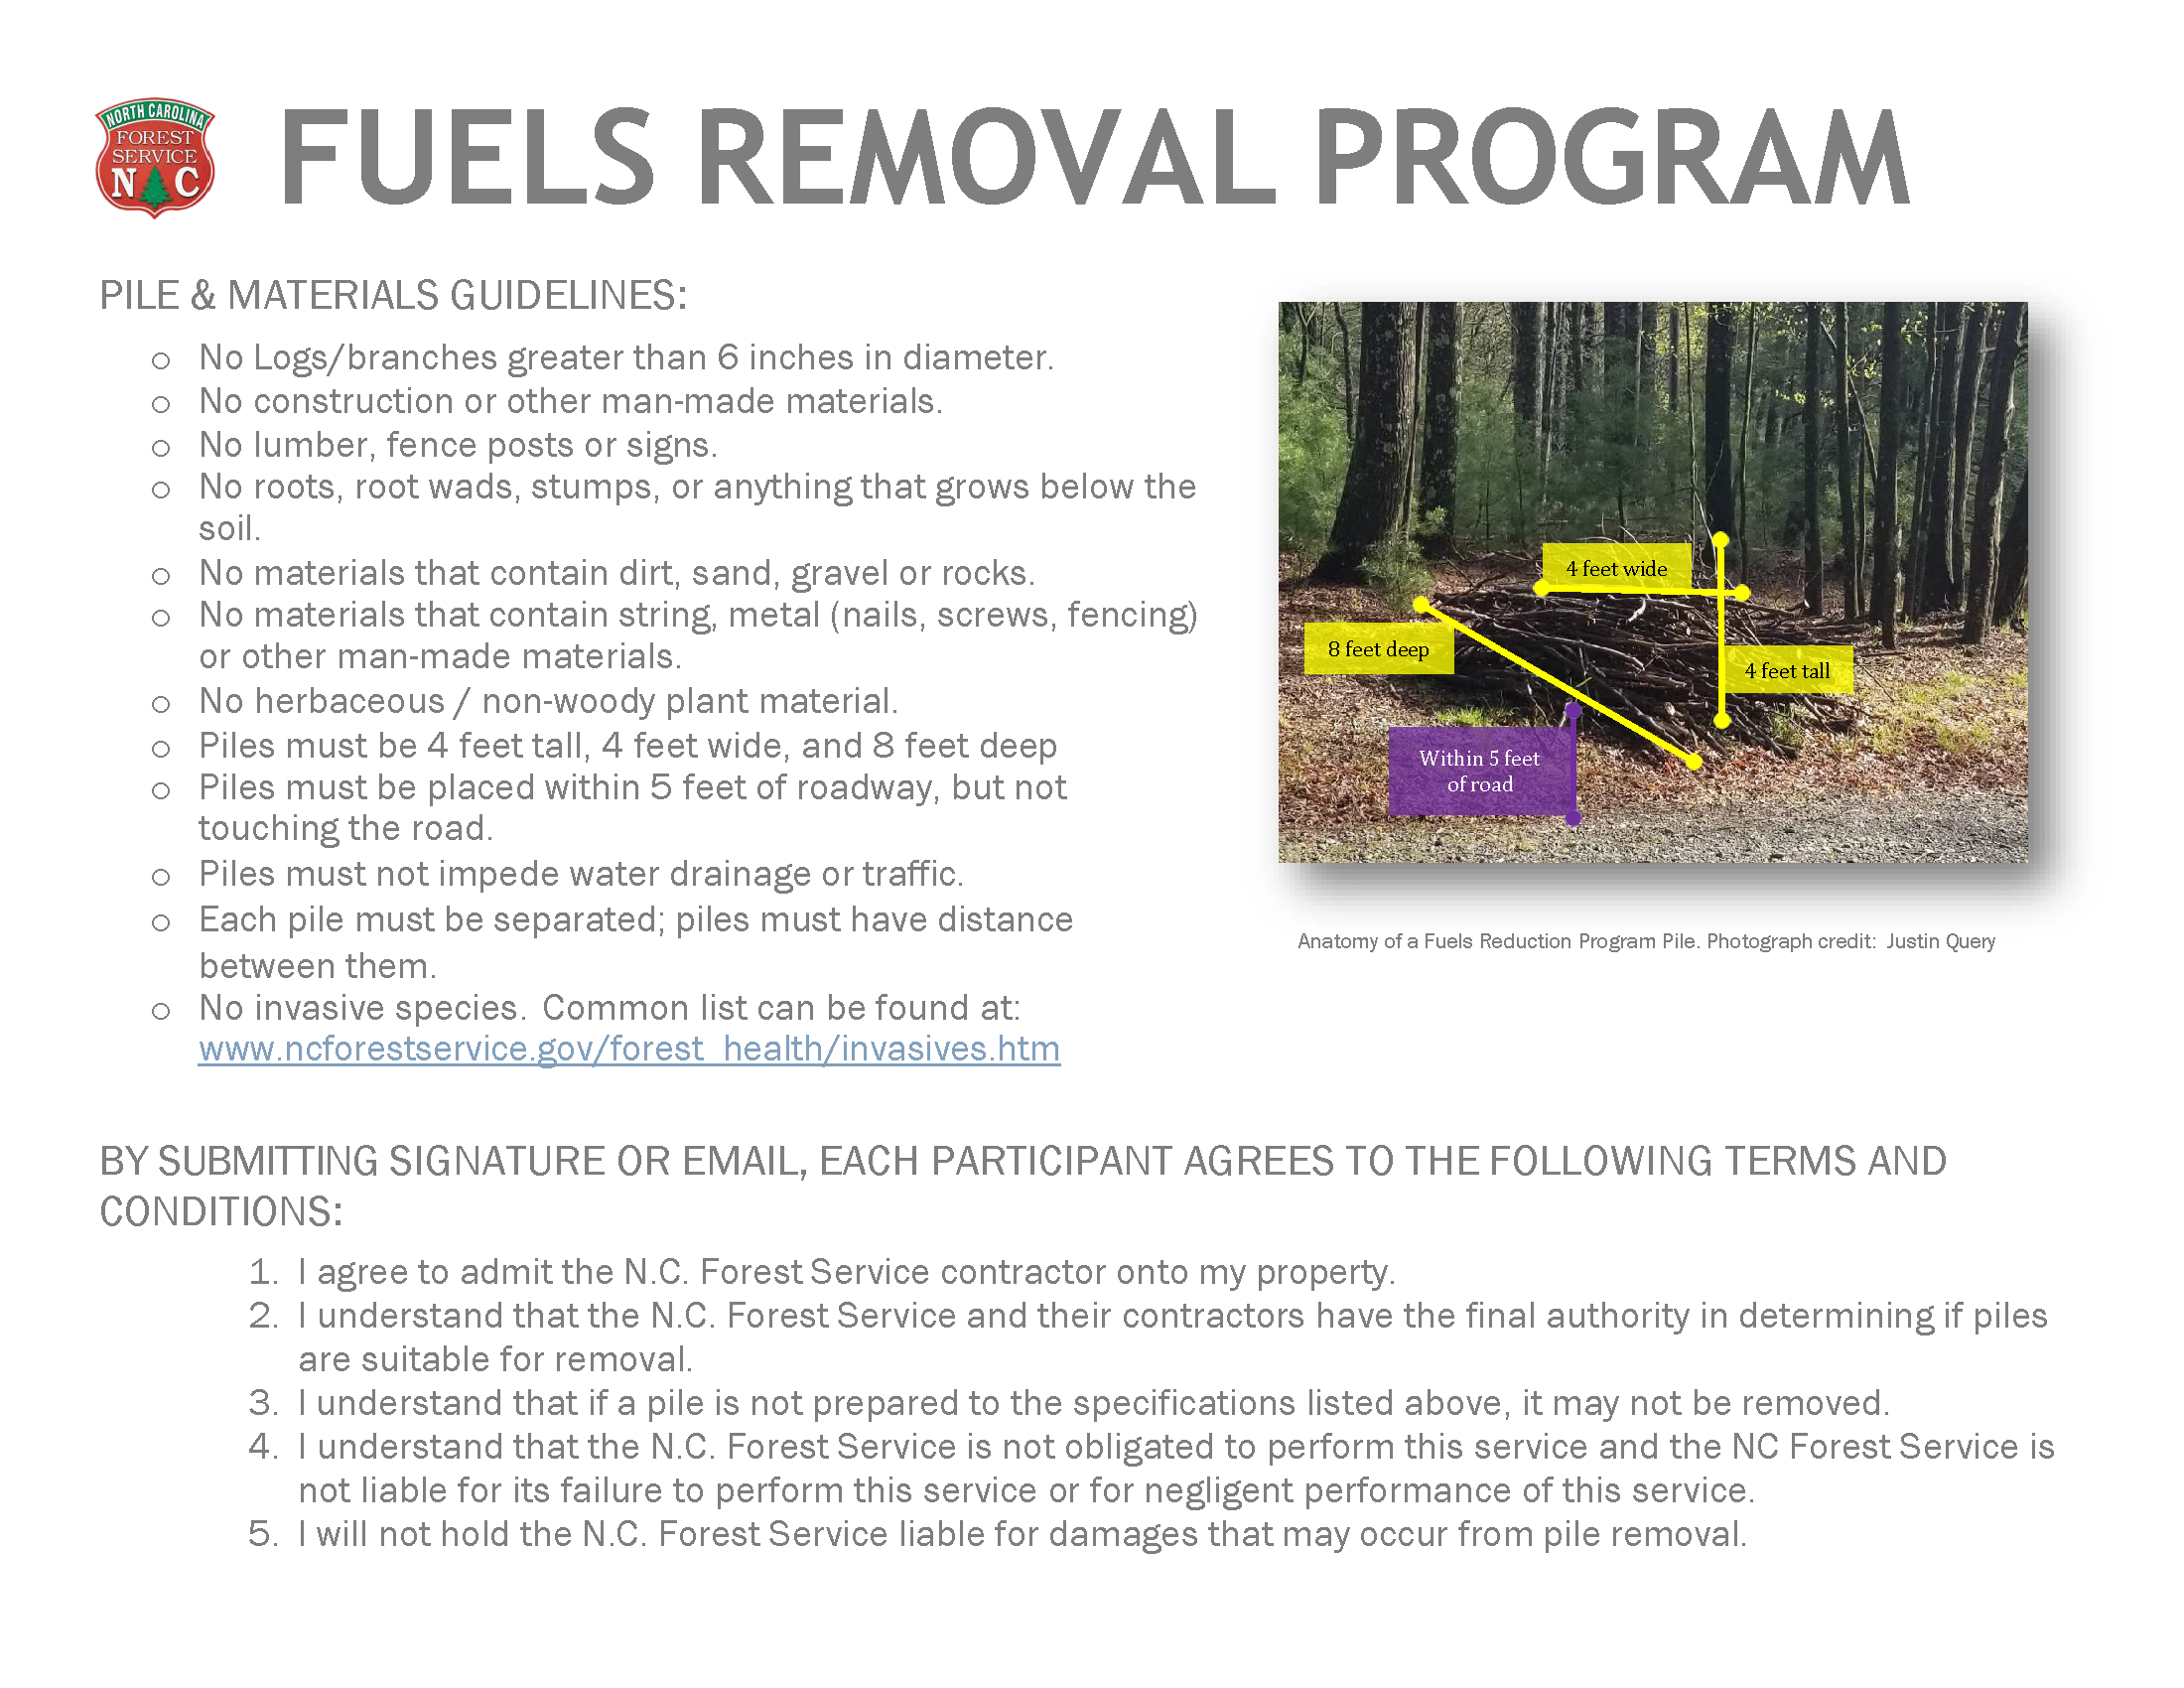 NORTH CAROLINA
FOREST
SERVICE
N C
FUELS REMOVAL PROGRAM
PILE & MATERIALS GUIDELINES:
o No Logs/branches greater than 6 inches in diameter.
o No construction or other man-made materials.
o No lumber, fence posts or signs.
o No roots, root wads, stumps, or anything that grows below the
soil.
o No materials that contain dirt, sand, gravel or rocks.
o No materials that contain string, metal (nails, screws, fencing)
or other man-made materials.
o No herbaceous / non-woody plant material.
o Piles must be 4 feet tall, 4 feet wide, and 8 feet deep
o Piles must be placed within 5 feet of roadway, but not
touching the road.
o Piles must not impede water drainage or traffic.
o Each pile must be separated; piles must have distance
between them.
o No invasive species. Common list can be found at:
www.ncforestservice.gov/forest_health/invasives.htm
4 feet wide
8 feet deep
4 feet tall
Within 5 feet
of road
Anatomy of a Fuels Reduction Program Pile. Photograph credit: Justin Query
BY SUBMITTING SIGNATURE OR EMAIL, EACH PARTICIPANT AGREES TO THE FOLLOWING TERMS AND
CONDITIONS:
1. I agree to admit the N.C. Forest Service contractor onto my property.
2. I understand that the N.C. Forest Service and their contractors have the final authority in determining if piles
are suitable for removal.
3. I understand that if a pile is not prepared to the specifications listed above, it may not be removed.
4. I understand that the N.C. Forest Service is not obligated to perform this service and the NC Forest Service is
not liable for its failure to perform this service or for negligent performance of this service.
5. I will not hold the N.C. Forest Service liable for damages that may occur from pile removal.